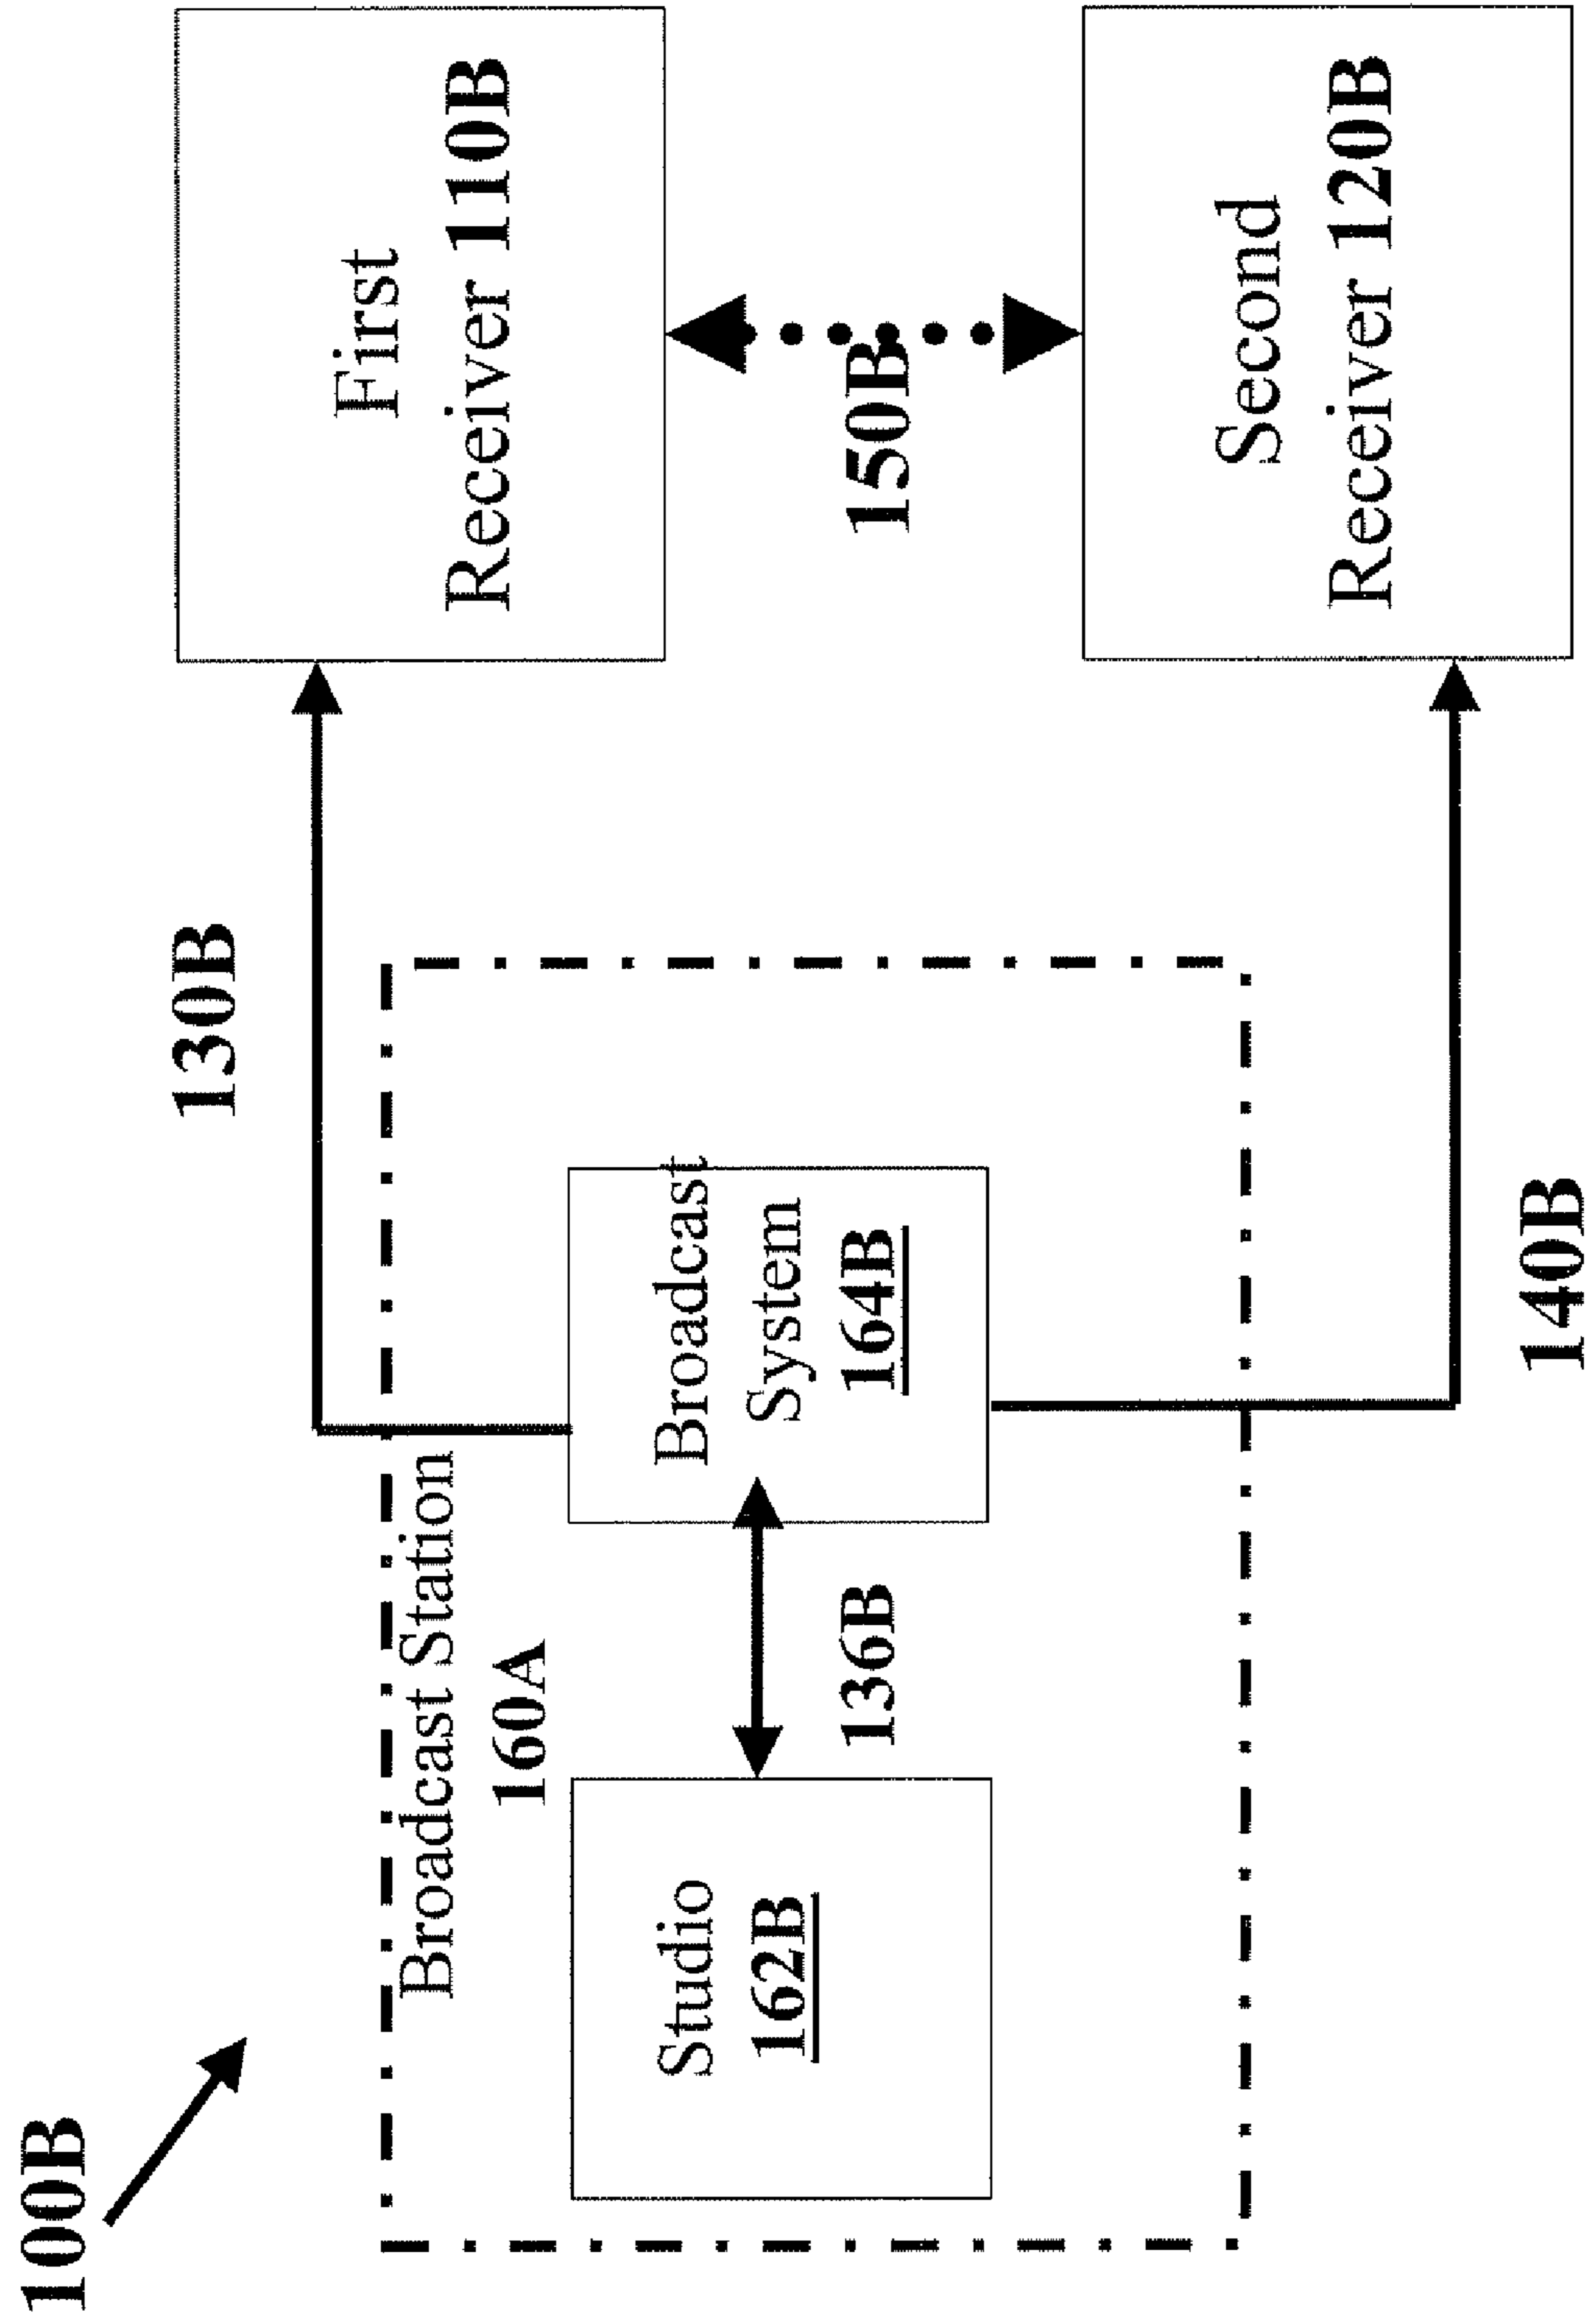 100B
130B
First
Receiver 110B
Broadcast Station
160A
Studio
162B
136B
Broadcast
System
164B
150B
Second
Receiver 120B
140B